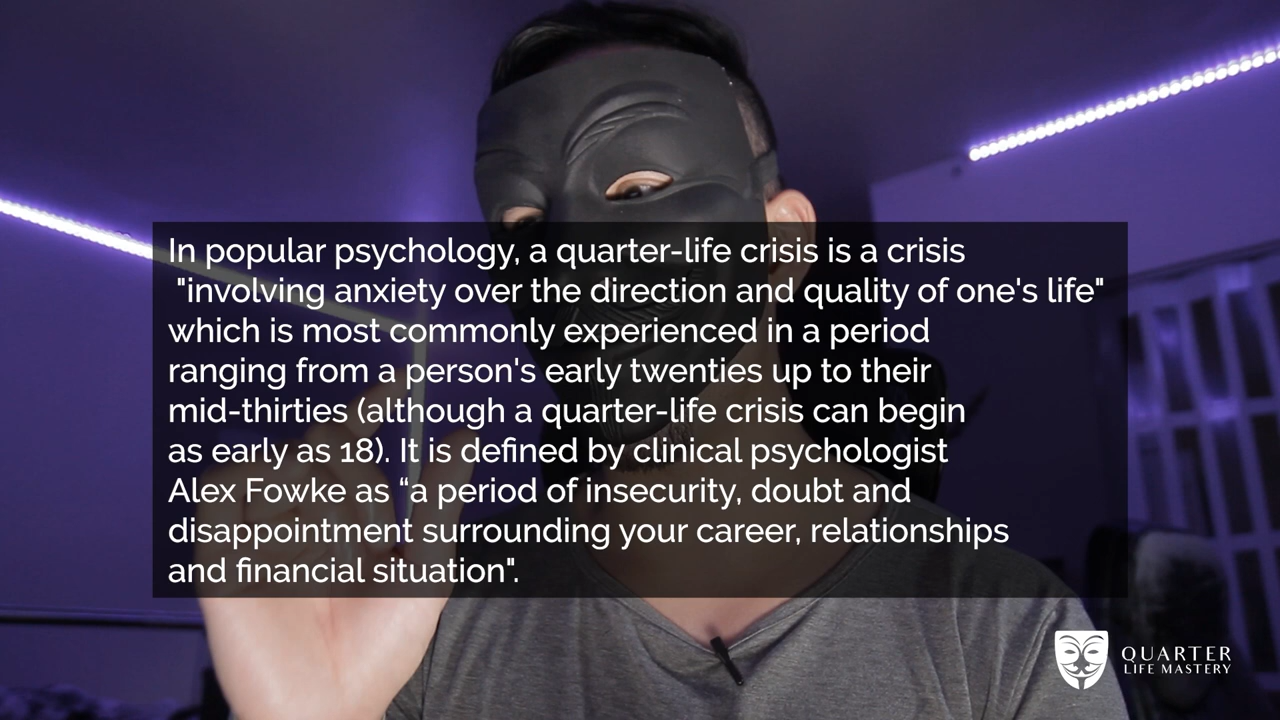 In popular psychology, a quarter-life crisis is a crisis
"involving anxiety over the direction and quality of one's life"
which is most commonly experienced in a period
ranging from a person's early twenties up to their
mid-thirties (although a quarter-life crisis can begin
as early as 18). It is defined by clinical psychologist
Alex Fowke as “a period of insecurity, doubt and
disappointment surrounding your career, relationships
and financial situation".
QUARTER
LIFE MASTERY